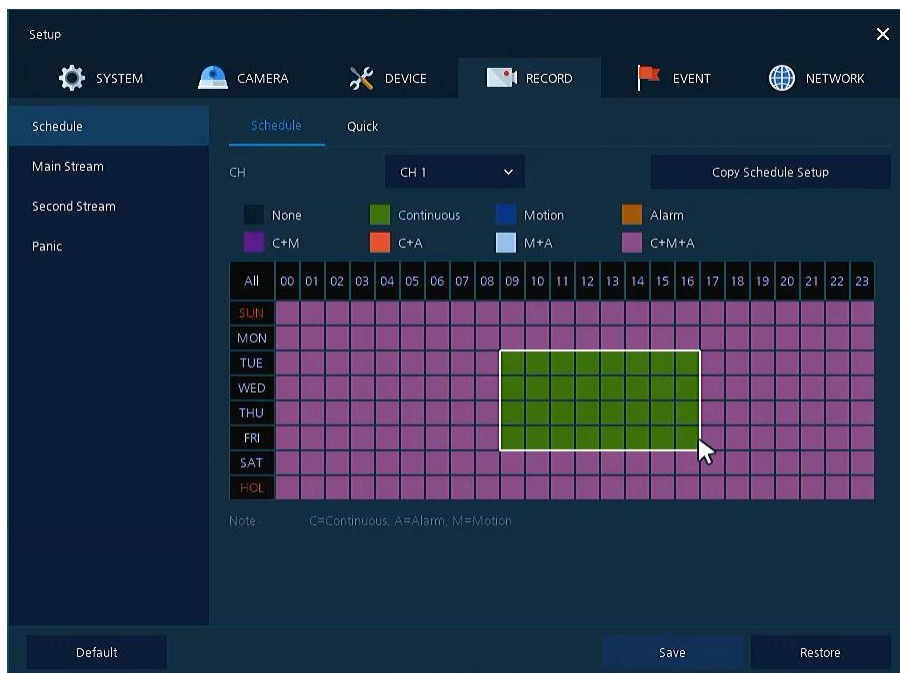 Setup
SYSTEM CAMERA DEVICE RECORD EVENT NETWORK
Schedule
Main Stream
Second Stream
Panic
Schedule Quick
CH CH 1 Copy Schedule Setup
None Continuous Motion Alarm
C+M C+A M+A C+M+A
All 00 01 02 03 04 05 06 07 08 09 10 11 12 13 14 15 16 17 18 19 20 21 22 23
SUN
MON
TUE
WED
THU
FRI
SAT
HOL
Note : C=Continuous, A=Alarm, M=Motion
Default Save Restore